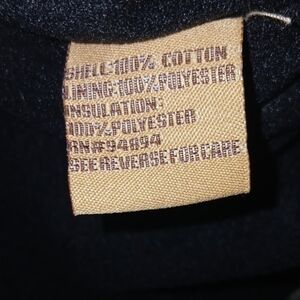 SHELL:100% COTTON
LINING:100%POLYESTER
INSULATION:
100%POLYESTER
RN#94894
SEE REVERSE FOR CARE